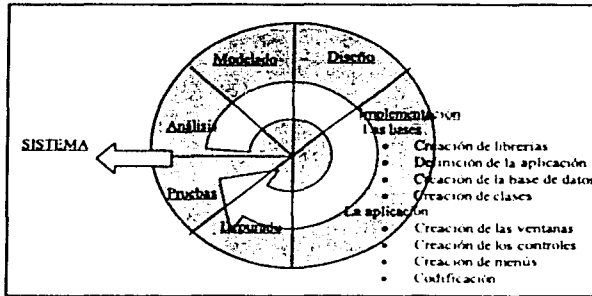 Modelado
Diseño
Análisis
SISTEMA
Pruebas
Depurado
Implementación
Las bases
• Creación de librerías
• Definición de la aplicación
• Creación de la base de datos
• Creación de clases
La aplicación
• Creación de las ventanas
• Creación de los controles
• Creación de menús
• Codificación